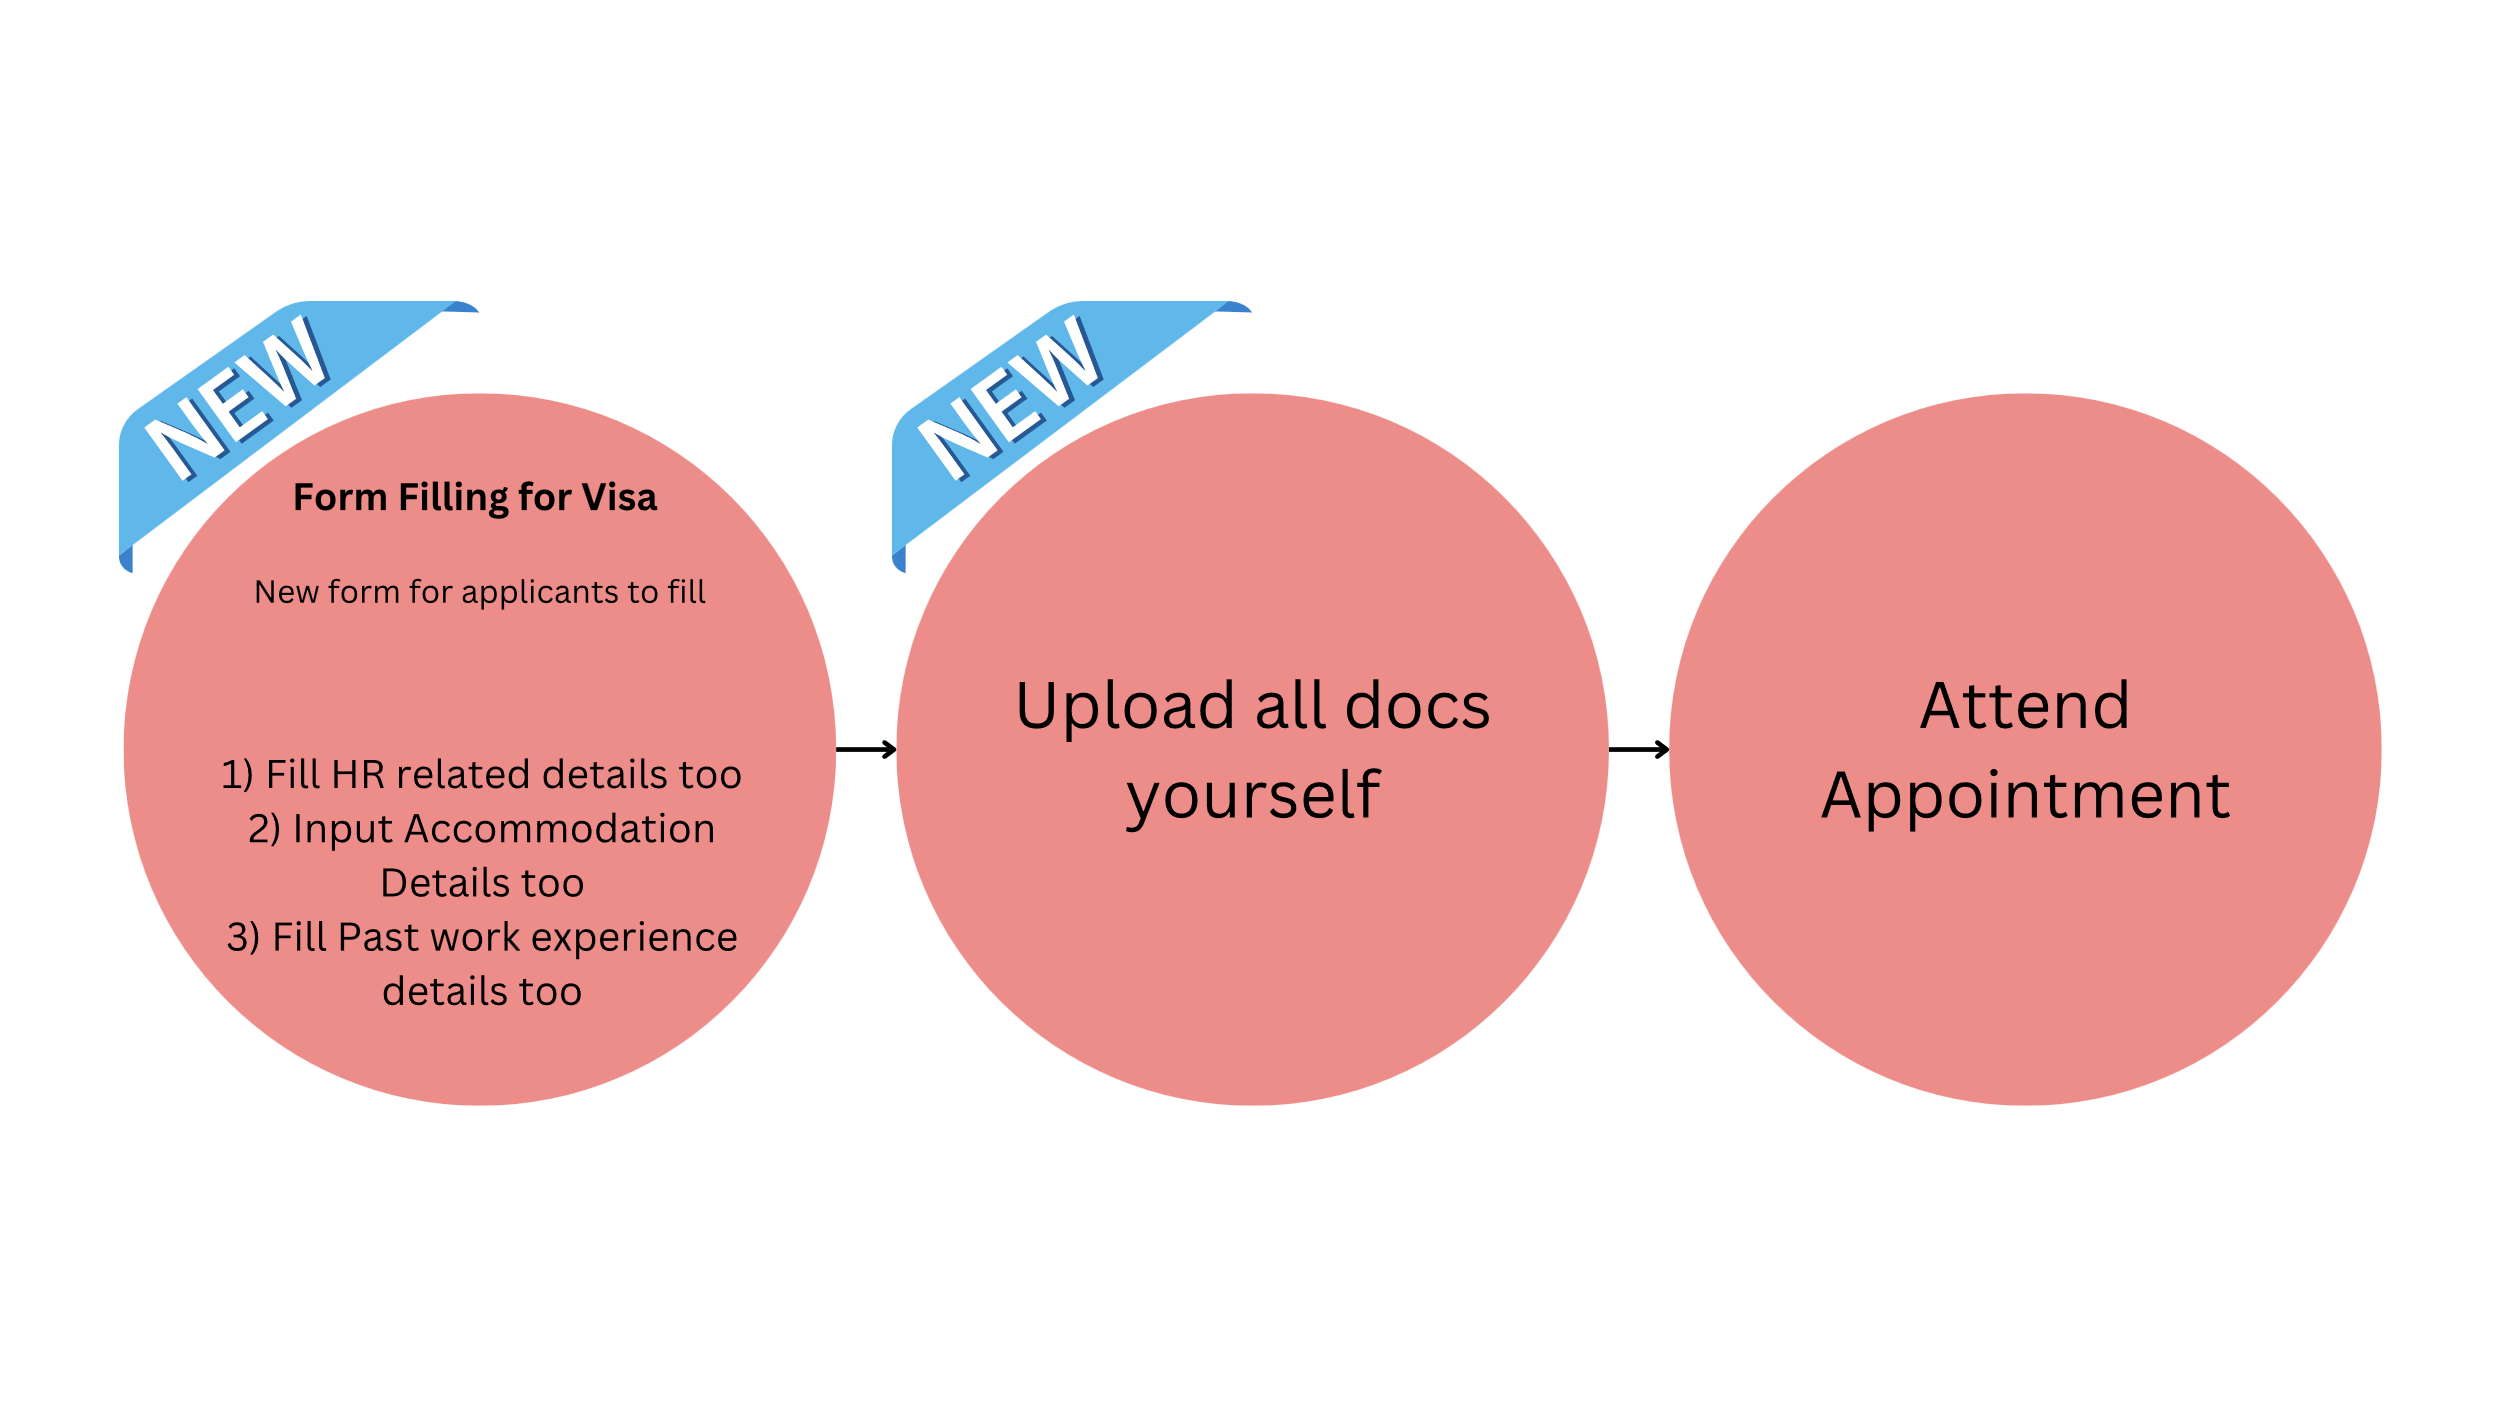 NEW
Form Filling for Visa
New form for applicants to fill
1) Fill HR related details too
2) Input Accommodation
Details too
3) Fill Past work experience
details too
NEW
Upload all docs
yourself
Attend
Appointment